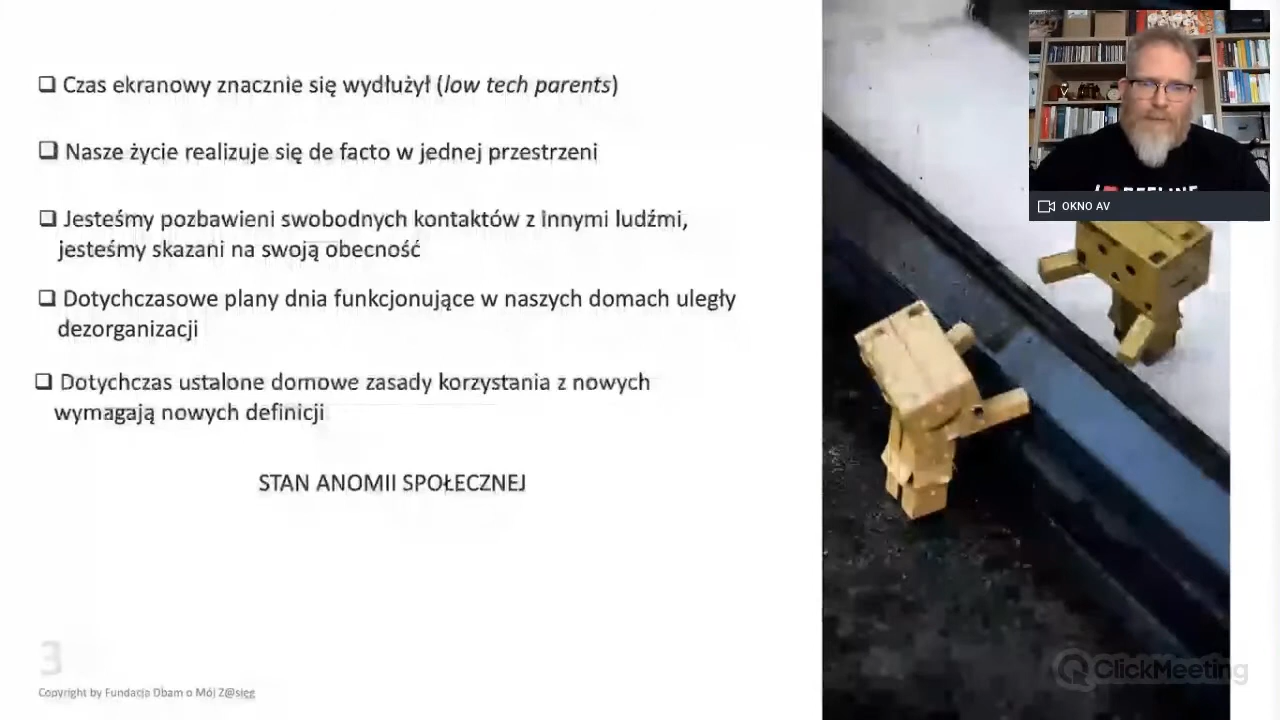 ❑ Czas ekranowy znacznie się wydłużył (low tech parents)
❑ Nasze życie realizuje się de facto w jednej przestrzeni
❑ Jesteśmy pozbawieni swobodnych kontaktów z innymi ludźmi,
jesteśmy skazani na swoją obecność
❑ Dotychczasowe plany dnia funkcjonujące w naszych domach uległy
dezorganizacji
❑ Dotychczas ustalone domowe zasady korzystania z nowych
wymagają nowych definicji
STAN ANOMII SPOŁECZNEJ
3
Copyright by Fundacja Dbam o Mój Z@sięg
OKNO AV
ClickMeeting